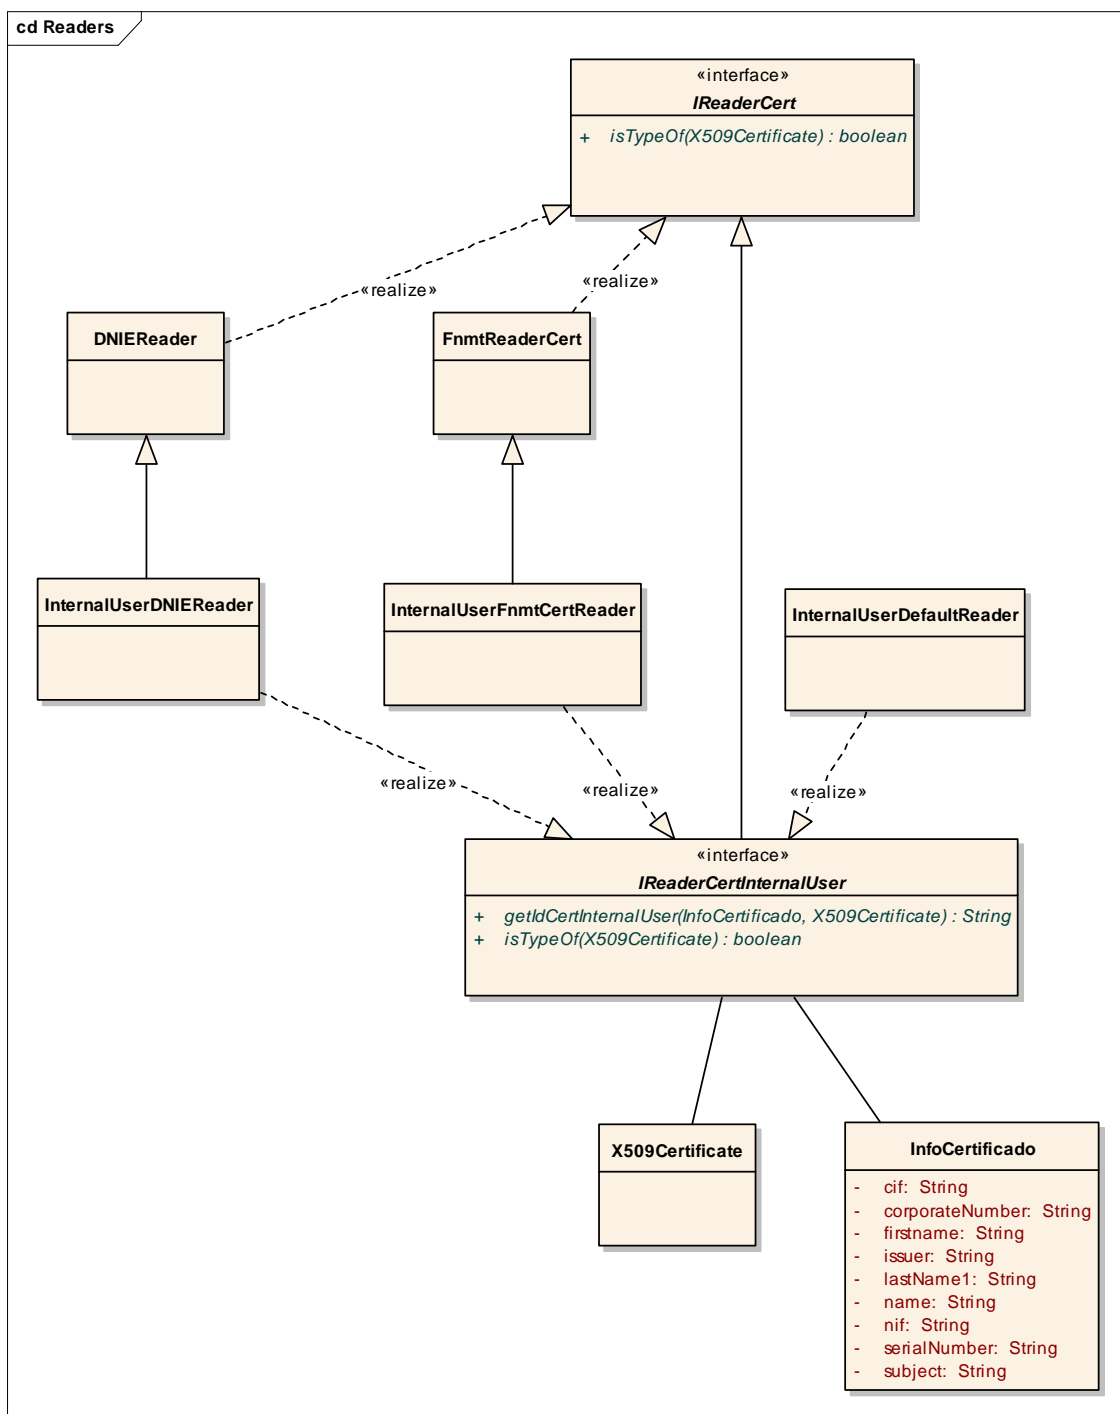 cd Readers
«interface»
IReaderCert
+ isTypeOf(X509Certificate) : boolean
«realize»
«realize»
DNIEReader
FnmtReaderCert
InternalUserDNIEReader
InternalUserFnmtCertReader
InternalUserDefaultReader
«realize»
«realize»
«realize»
«interface»
IReaderCertInternalUser
+ getIdCertInternalUser(InfoCertificado, X509Certificate) : String
+ isTypeOf(X509Certificate) : boolean
X509Certificate
InfoCertificado
- cif: String
- corporateNumber: String
- firstname: String
- issuer: String
- lastName1: String
- name: String
- nif: String
- serialNumber: String
- subject: String